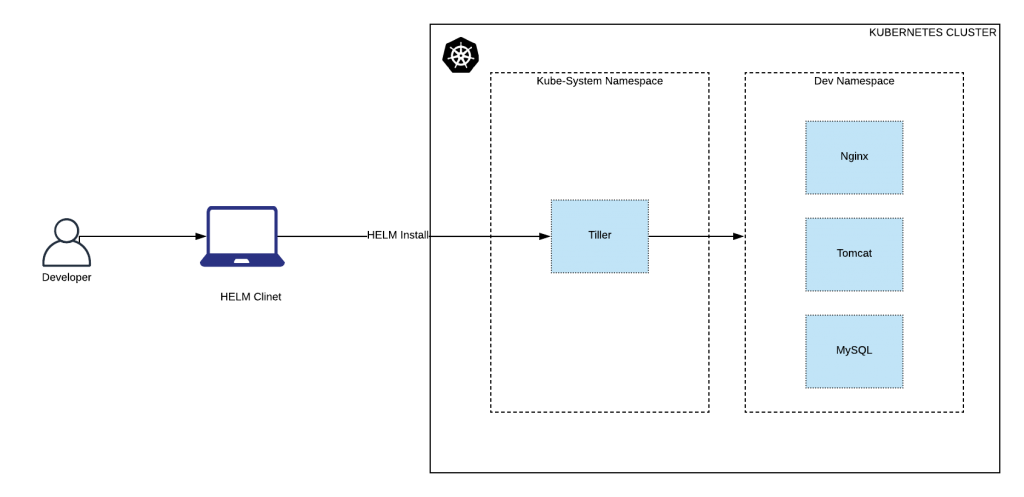 KUBERNETES CLUSTER
Kube-System Namespace
Dev Namespace
Nginx
HELM Install
Tiller
Tomcat
Developer
HELM Clinet
MySQL